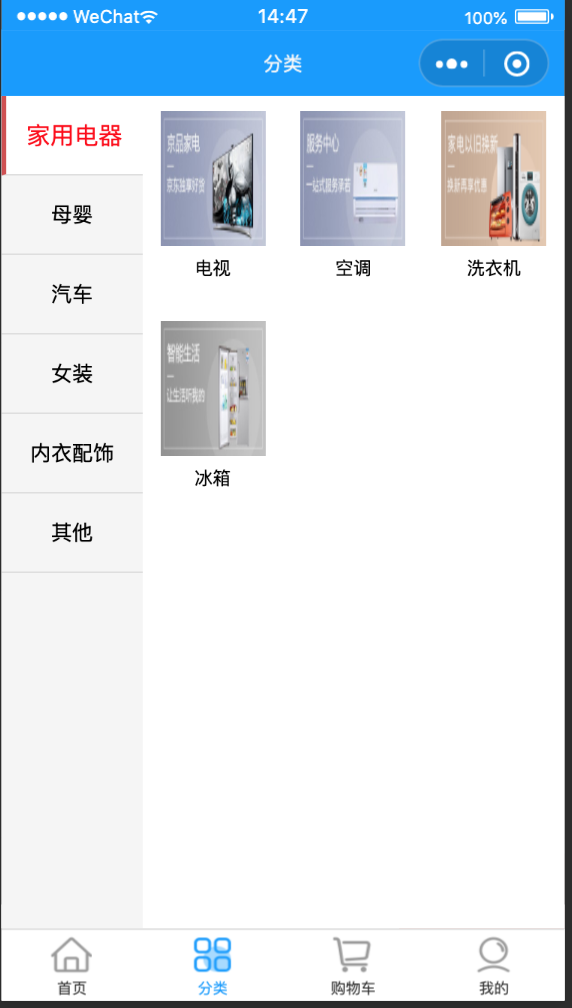 WeChat
14:47
100%
分类
家用电器
母婴
汽车
女装
内衣配饰
其他
京品家电
京东独享好货
电视
服务中心
一站式服务承诺
空调
家电以旧换新
换新再享优惠
洗衣机
智能生活
让生活听我的
冰箱
首页
分类
购物车
我的